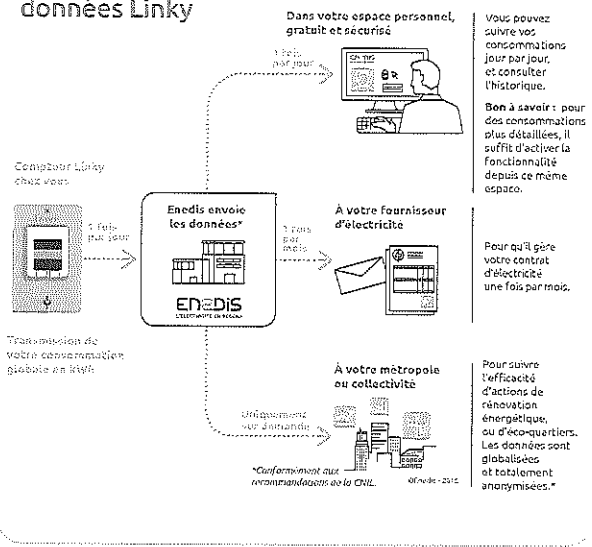 données Linky
Dans votre espace personnel,
gratuit et sécurisé
1 fois
par jour
Vous pouvez
suivre vos
consommations
jour par jour,
et consulter
l'historique.
Bon à savoir : pour
des consommations
plus détaillées, il
suffit d'activer la
fonctionnalité
depuis ce même
espace.
Compteur Linky
chez vous
1 fois
par jour
Transmission de
votre consommation
globale en kWh
Enedis envoie
les données*
ENEDIS
L'ELECTRICITE EN RESEAU
1 fois
par
mois
À votre fournisseur
d'électricité
Pour qu'il gère
votre contrat
d'électricité
une fois par mois.
Uniquement
sur demande
À votre métropole
ou collectivité
Pour suivre
l'efficacité
d'actions de
rénovation
énergétique,
ou d'éco-quartiers.
Les données sont
globalisées
et totalement
anonymisées.*
*Conformément aux
recommandations de la CNIL.